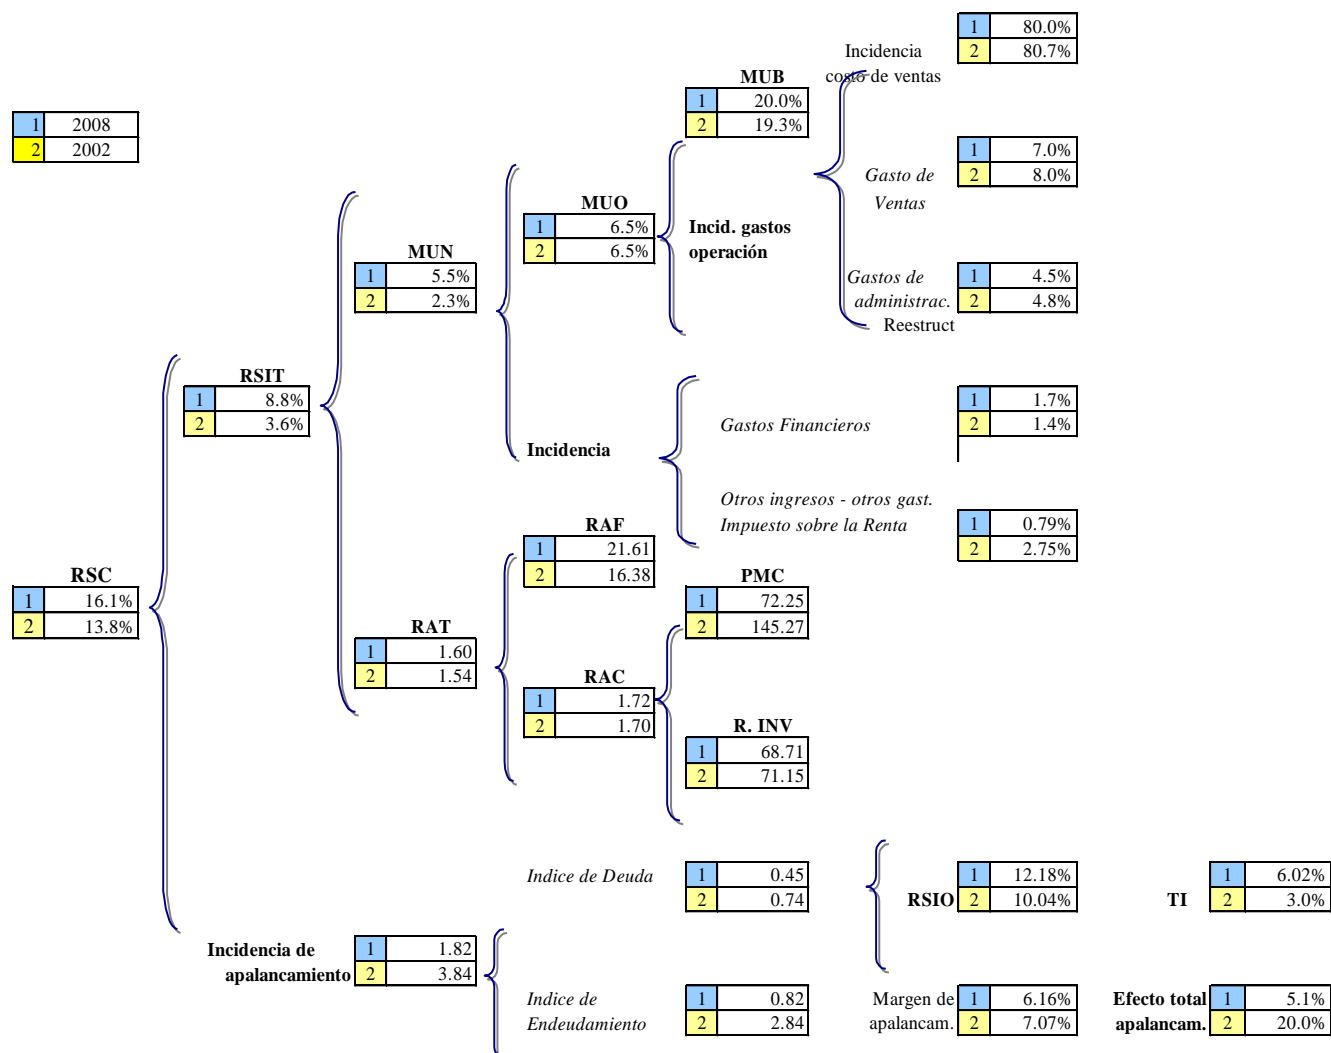 1 80.0%
Incidencia 2 80.7%
costo de ventas
MUB
1 20.0%
2 19.3%
1 2008
2 2002
1 7.0%
Gasto de 2 8.0%
Ventas
MUO
1 6.5%
2 6.5%
Incid. gastos
operación
MUN
1 5.5%
2 2.3%
Gastos de 1 4.5%
administrac. 2 4.8%
Reestruct
RSIT
1 8.8%
2 3.6%
Gastos Financieros
1 1.7%
2 1.4%
Incidencia
Otros ingresos - otros gast.
Impuesto sobre la Renta
1 0.79%
2 2.75%
RAF
1 21.61
2 16.38
RSC
1 16.1%
2 13.8%
PMC
1 72.25
2 145.27
RAT
1 1.60
2 1.54
RAC
1 1.72
2 1.70
R. INV
1 68.71
2 71.15
Indice de Deuda 1 0.45
2 0.74
RSIO
1 12.18%
2 10.04%
TI
1 6.02%
2 3.0%
Incidencia de 1 1.82
apalancamiento 2 3.84
Indice de 1 0.82
Endeudamiento 2 2.84
Margen de 1 6.16%
apalancam. 2 7.07%
Efecto total 1 5.1%
apalancam. 2 20.0%